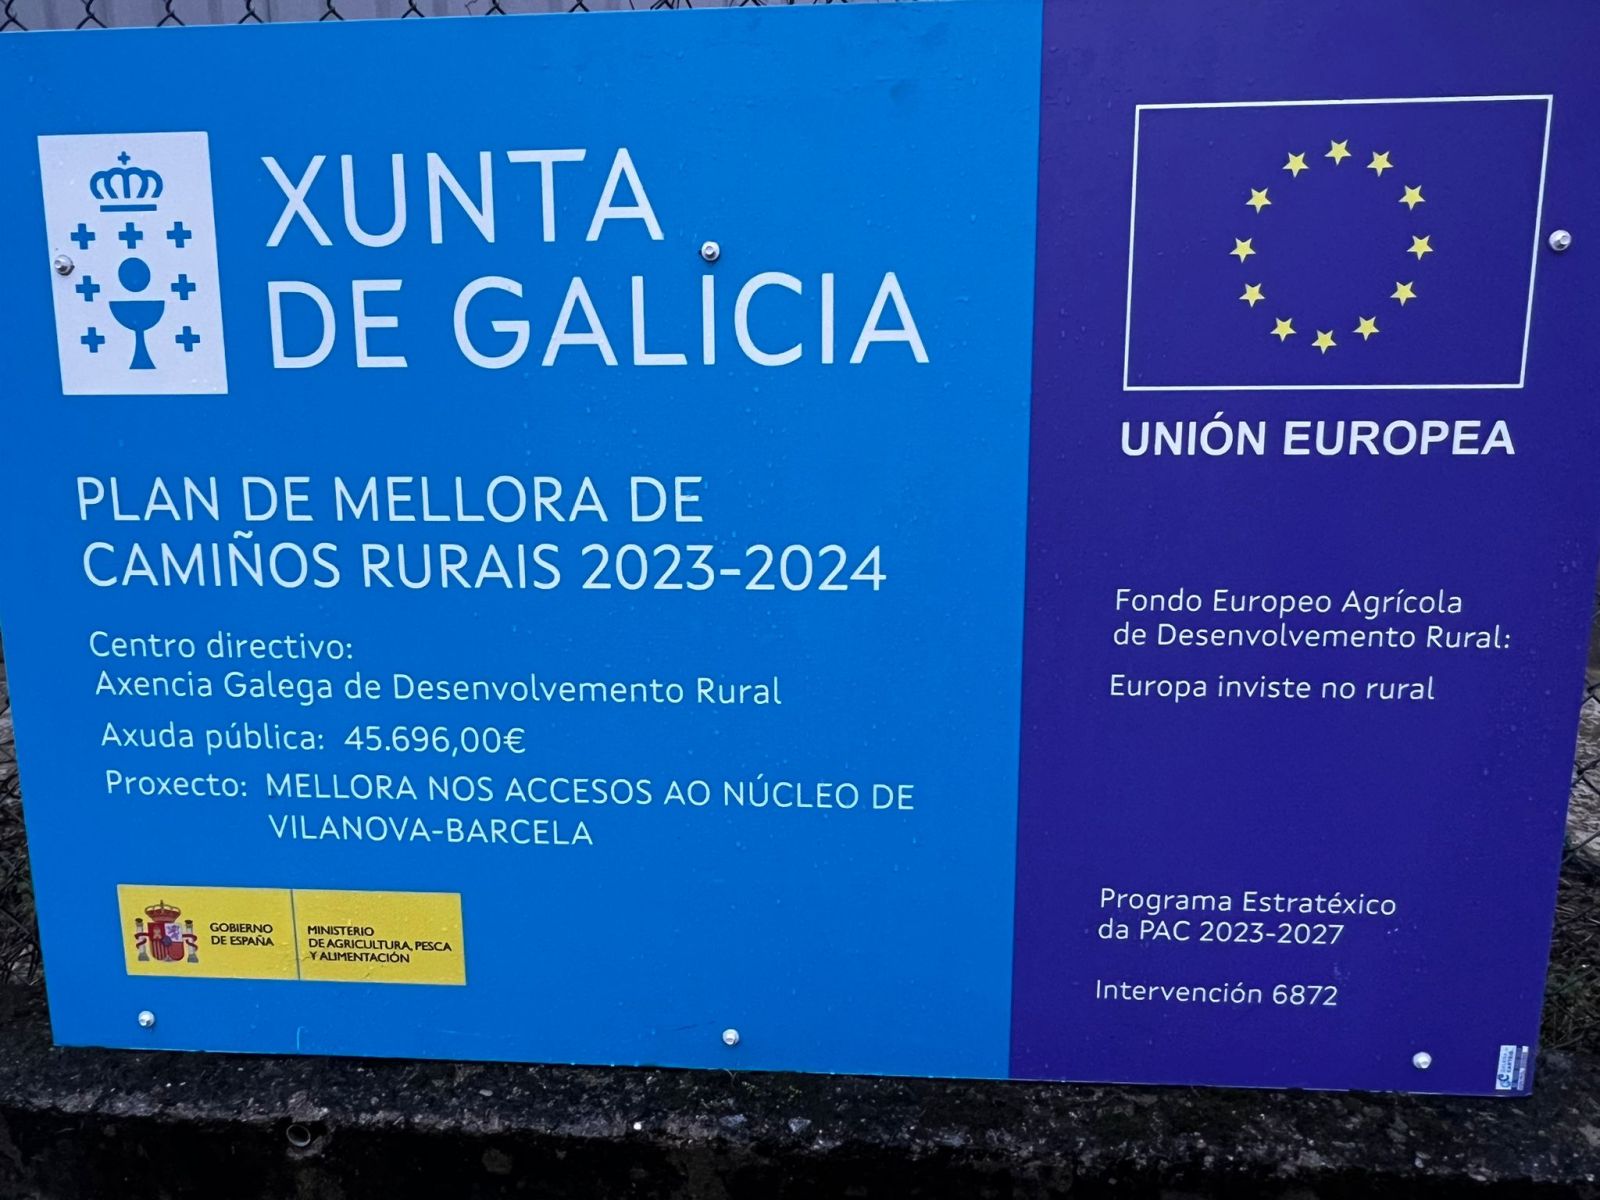 XUNTA
DE GALICIA
PLAN DE MELLORA DE
CAMIÑOS RURAIS 2023-2024
Centro directivo:
Axencia Galega de Desenvolvemento Rural
Axuda pública: 45.696,00€
Proxecto: MELLORA NOS ACCESOS AO NÚCLEO DE
VILANOVA-BARCELA
GOBIERNO
DE ESPAÑA
MINISTERIO
DE AGRICULTURA, PESCA
Y ALIMENTACIÓN
UNIÓN EUROPEA
Fondo Europeo Agrícola
de Desenvolvemento Rural:
Europa inviste no rural
Programa Estratéxico
da PAC 2023-2027
Intervención 6872